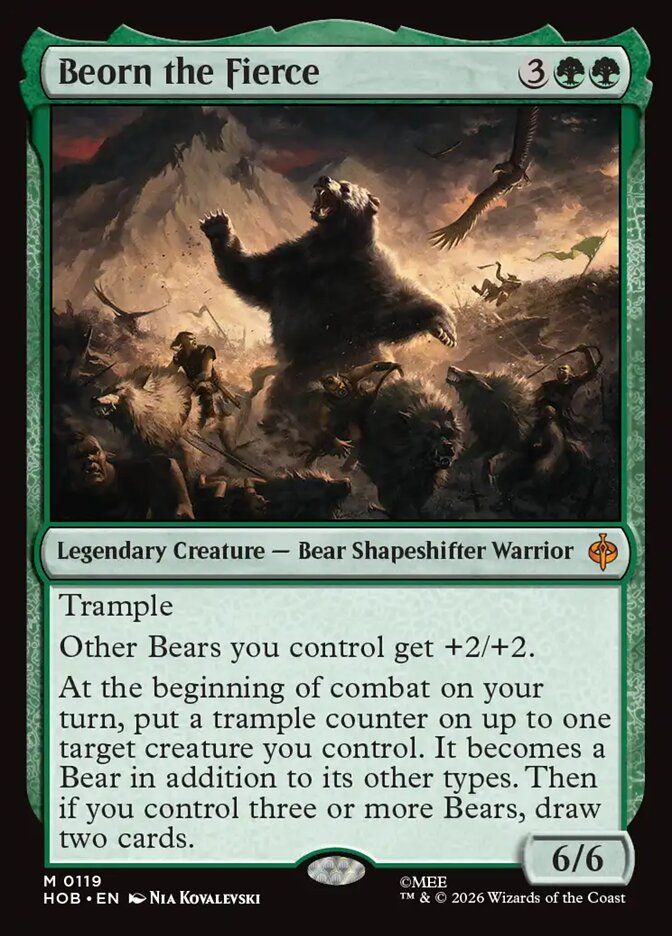 Beorn the Fierce 3
Legendary Creature — Bear Shapeshifter Warrior
Trample
Other Bears you control get +2/+2.
At the beginning of combat on your
turn, put a trample counter on up to one
target creature you control. It becomes a
Bear in addition to its other types. Then
if you control three or more Bears, draw
two cards.
6/6
M 0119
HOB • EN Nia Kovalevski
©MEE
™ & © 2026 Wizards of the Coast